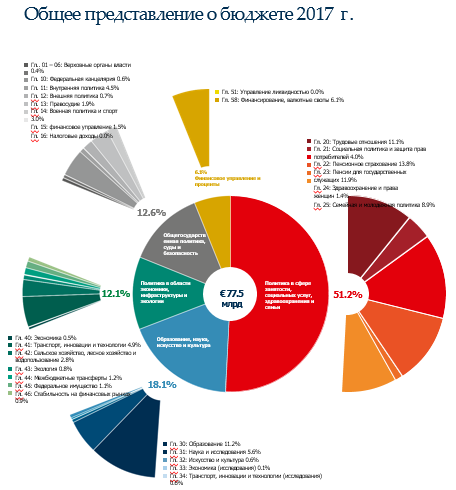 Общее представление о бюджете 2017 г.
Гл.. 01 – 06: Верховные органы власти
0.4%
Гл. 10: Федеральная канцелярия 0.6%
Гл. 11: Внутренняя политика 4.5%
Гл. 12: Внешняя политика 0.7%
Гл. 13: Правосудие 1.9%
Гл. 14: Военная политика и спорт
3.0%
Гл. 15: финансовое управление 1.5%
Гл. 16: Налоговые доходы 0.0%
Гл. 51: Управление ликвидностью 0.0%
Гл. 58: Финансирование, валютные свопы 6.1%
6.1%
Финансовое управление и
проценты
Гл. 20: Трудовые отношения 11.1%
Гл. 21: Социальная политика и защита прав
потребителей 4.0%
Гл. 22: Пенсионное страхование 13.8%
Гл. 23: Пенсии для государственных
служащих 11.9%
Гл. 24: Здравоохранение и права
женщин 1.4%
Гл. 25: Семейная и молодежная политика 8.9%
12.6%
Общегосударств
енная политика,
суды и
безопасность
Политика в области
экономики,
инфраструктуры и
экологии
12.1%
€77.5
млрд
Политика в сфере
занятости,
социальных услуг,
здравоохранения и
семьи
51.2%
Образование, наука,
искусство и культура
18.1%
Гл. 40: Экономика 0.5%
Гл. 41: Транспорт, инновации и технологии 4.9%
Гл. 42: Сельское хозяйство, лесное хозяйство и
водопользование 2.8%
Гл. 43: Экология 0.8%
Гл. 44: Межбюджетные трансферты 1.2%
Гл. 45: Федеральное имущество 1.1%
Гл. 46: Стабильность на финансовых рынках
0.9%
Гл. 30: Образование 11.2%
Гл. 31: Наука и исследования 5.6%
Гл. 32: Искусство и культура 0.6%
Гл. 33: Экономика (исследования) 0.1%
Гл. 34: Транспорт, инновации и технологии (исследования)
0.6%